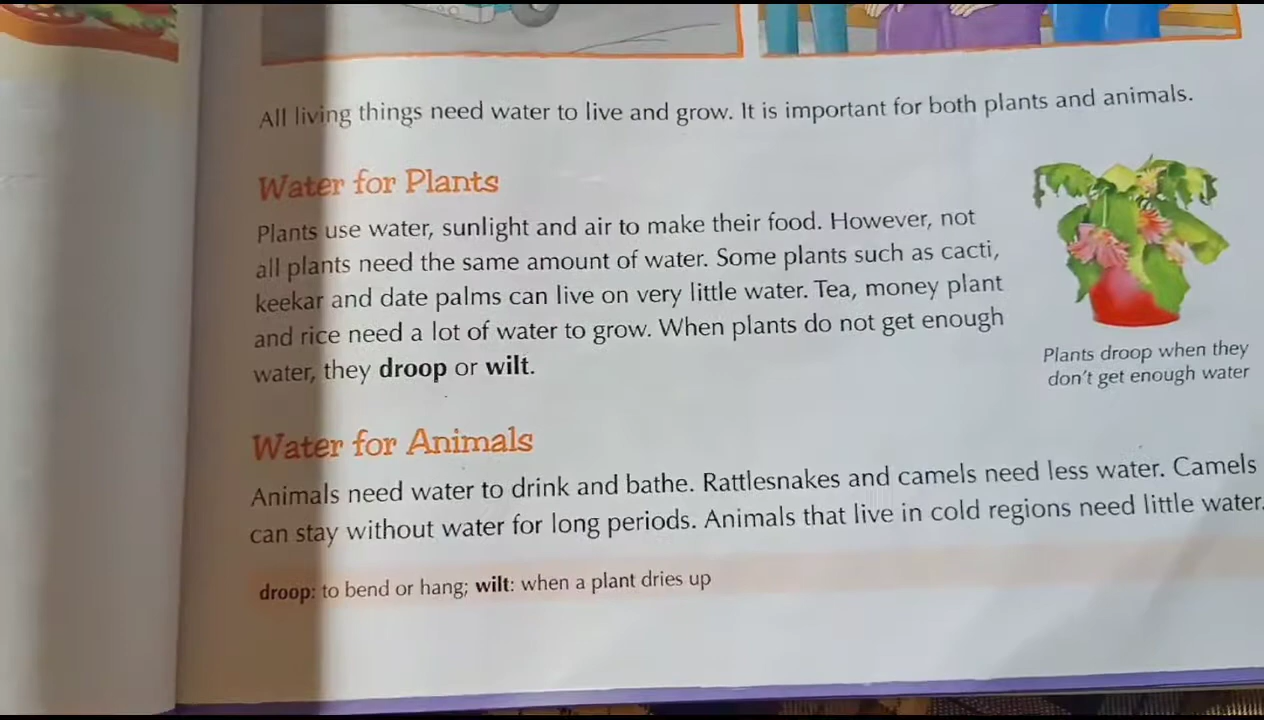 All living things need water to live and grow. It is important for both plants and animals.
Water for Plants
Plants use water, sunlight and air to make their food. However, not
all plants need the same amount of water. Some plants such as cacti,
keekar and date palms can live on very little water. Tea, money plant
and rice need a lot of water to grow. When plants do not get enough
water, they droop or wilt.
Plants droop when they
don't get enough water
Water for Animals
Animals need water to drink and bathe. Rattlesnakes and camels need less water. Camels
can stay without water for long periods. Animals that live in cold regions need little water.
droop: to bend or hang; wilt: when a plant dries up